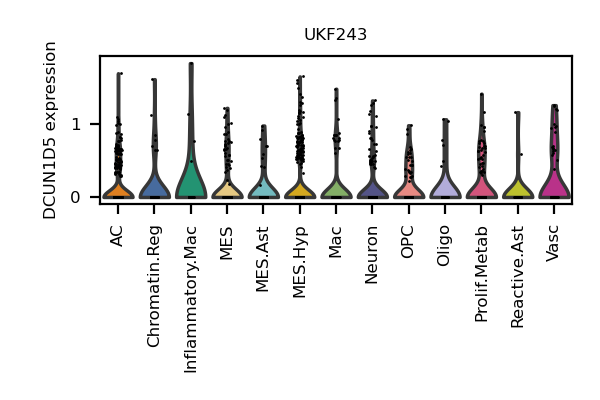 UKF243
DCUN1D5 expression
1
0
AC
Chromatin.Reg
Inflammatory.Mac
MES
MES.Ast
MES.Hyp
Mac
Neuron
OPC
Oligo
Prolif.Metab
Reactive.Ast
Vasc